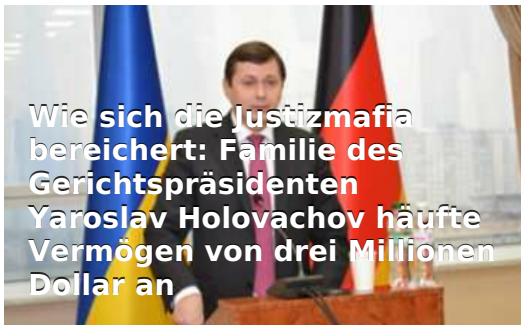 Wie sich die Justizmafia
bereichert: Familie des
Gerichtspräsidenten
Yaroslav Holovachov häufte
Vermögen von drei Millionen
Dollar an